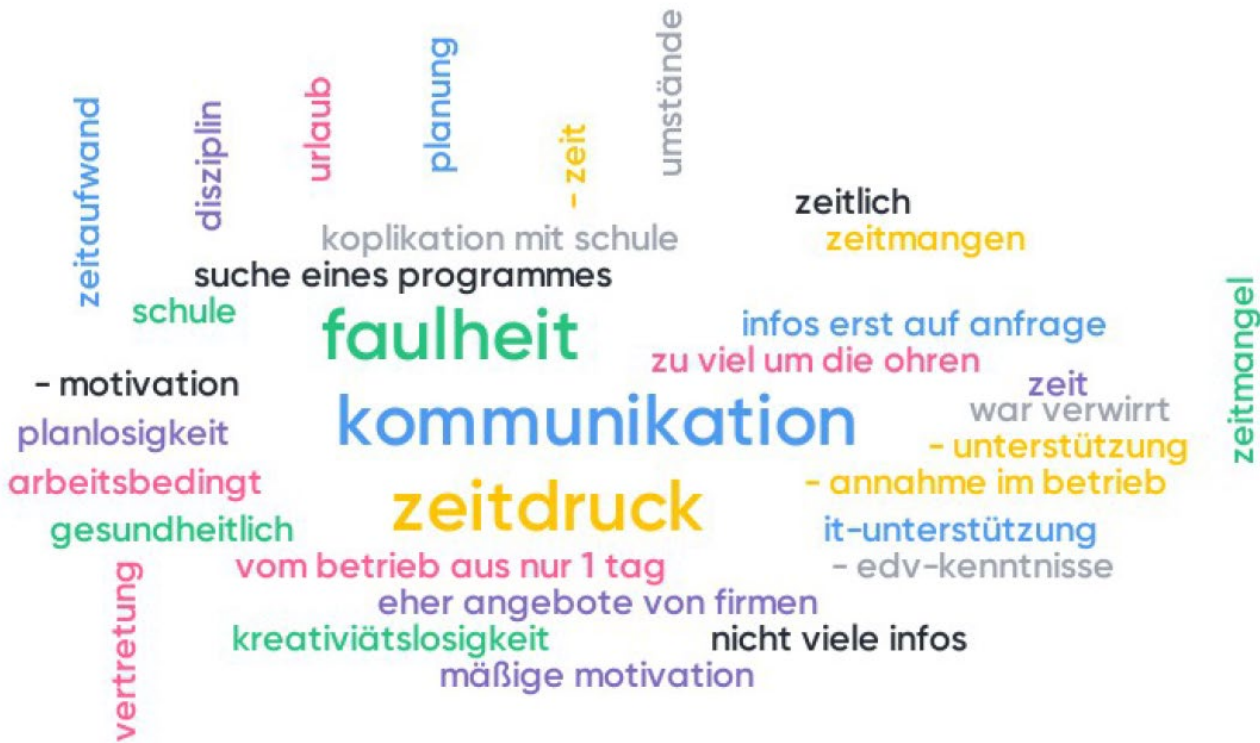 umstände
planung
urlaub
zeitaufwand
disziplin
- zeit
zeitlich
koplikation mit schule
zeitmangen
suche eines programmes
zeitmangel
schule
faulheit
infos erst auf anfrage
zu viel um die ohren
- motivation
zeit
war verwirrt
kommunikation
planlosigkeit
- unterstützung
arbeitsbedingt
- annahme im betrieb
zeitdruck
gesundheitlich
it-unterstützung
vom betrieb aus nur 1 tag
- edv-kenntnisse
vertretung
eher angebote von firmen
kreativiätslosigkeit
nicht viele infos
mäßige motivation